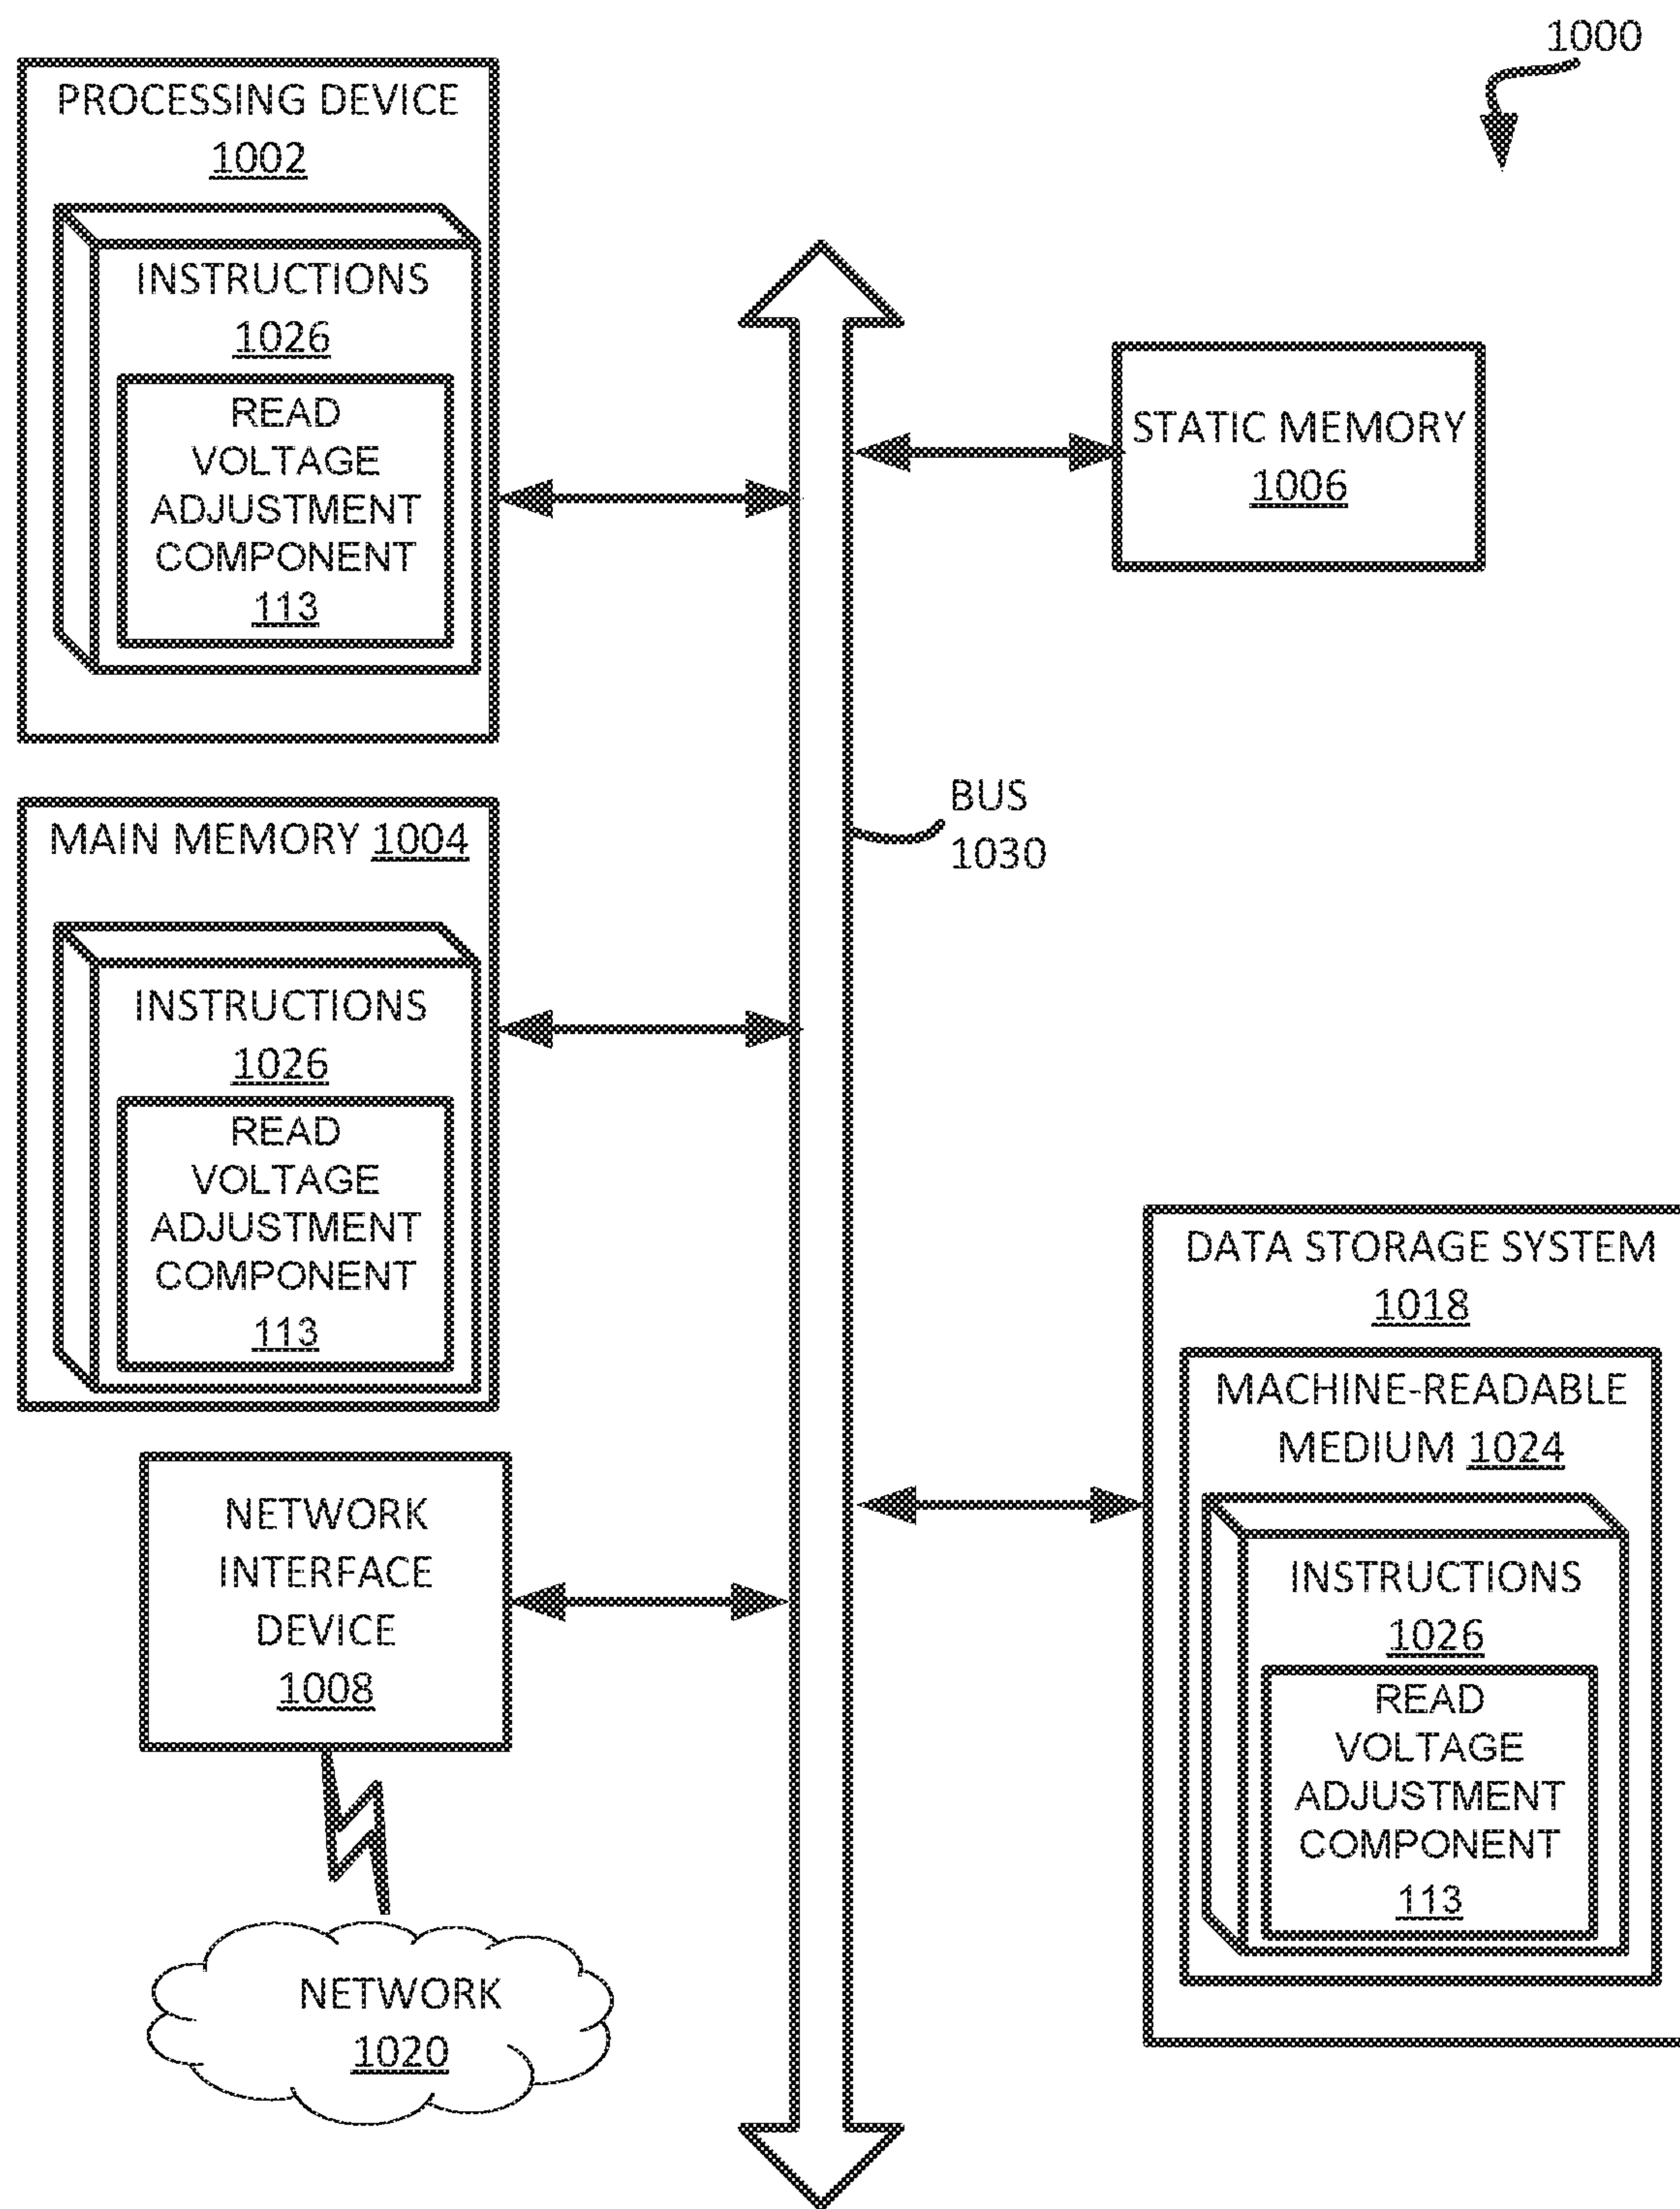 1000
PROCESSING DEVICE
1002
INSTRUCTIONS
1026
READ
VOLTAGE
ADJUSTMENT
COMPONENT
113
STATIC MEMORY
1006
BUS
1030
MAIN MEMORY 1004
INSTRUCTIONS
1026
READ
VOLTAGE
ADJUSTMENT
COMPONENT
113
DATA STORAGE SYSTEM
1018
MACHINE-READABLE
MEDIUM 1024
INSTRUCTIONS
1026
READ
VOLTAGE
ADJUSTMENT
COMPONENT
113
NETWORK
INTERFACE
DEVICE
1008
NETWORK
1020